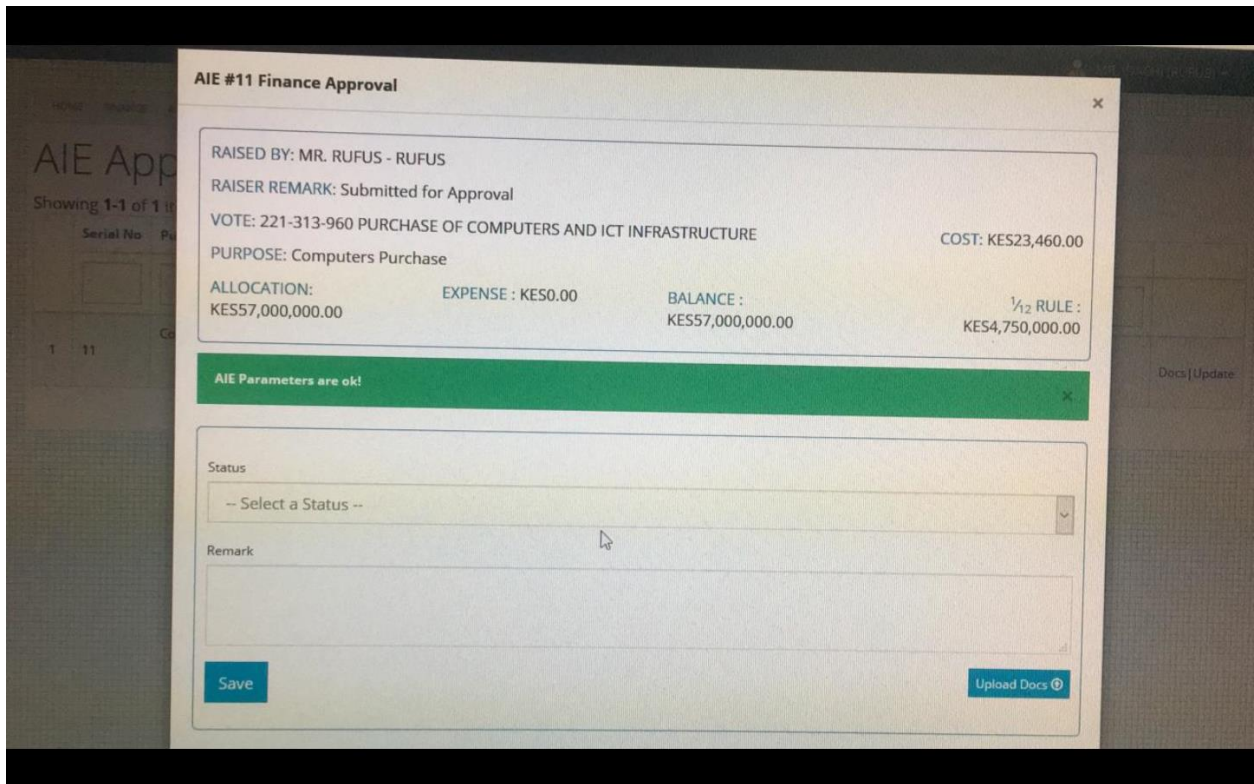 AIE #11 Finance Approval
×
HOME
AIE App
Showing 1-1 of 1
Serial No
1 11
Docs|Update
RAISED BY: MR. RUFUS - RUFUS
RAISER REMARK: Submitted for Approval
VOTE: 221-313-960 PURCHASE OF COMPUTERS AND ICT INFRASTRUCTURE
COST: KES23,460.00
PURPOSE: Computers Purchase
ALLOCATION:
KES57,000,000.00
EXPENSE : KES0.00
BALANCE :
KES57,000,000.00
1/12 RULE :
KES4,750,000.00
AIE Parameters are ok!
×
Status
-- Select a Status --
Remark
Save
Upload Docs